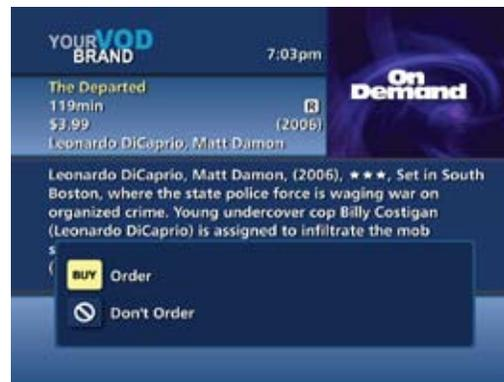 YOUR VOD
BRAND
7:03pm
On
Demand
The Departed
119min
R
$3.99
(2006)
Leonardo DiCaprio, Matt Damon
Leonardo DiCaprio, Matt Damon, (2006), ★★★, Set in South
Boston, where the state police force is waging war on
organized crime. Young undercover cop Billy Costigan
(Leonardo DiCaprio) is assigned to infiltrate the mob
s
(
BUY Order
Don't Order